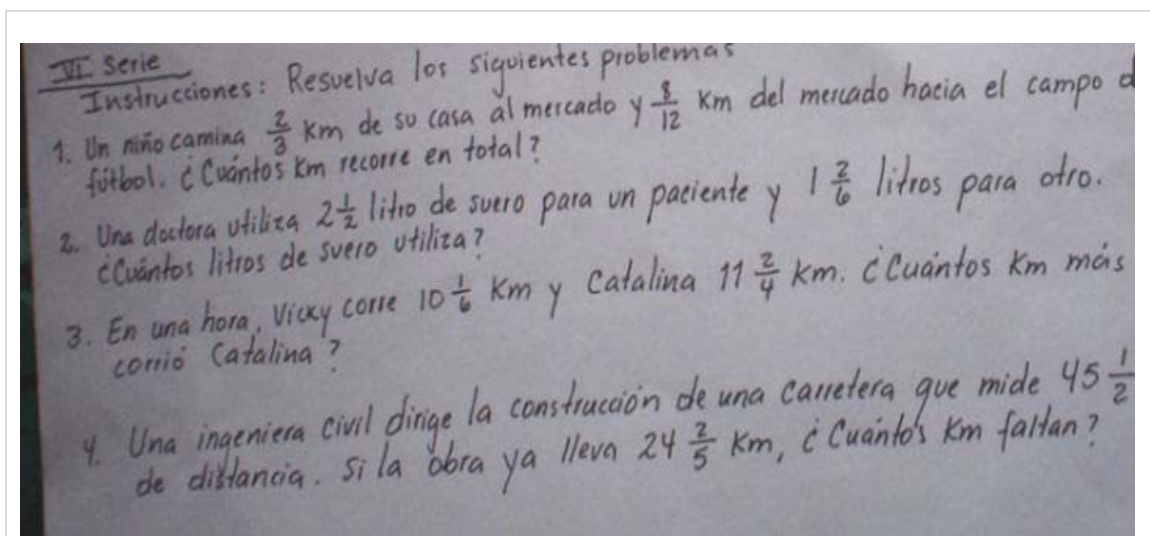 VI Serie
Instrucciones: Resuelva los siguientes problemas
1. Un niño camina 2/3 Km de su casa al mercado y 8/12 Km del mercado hacia el campo d
fútbol. ¿Cuántos Km recorre en total?
2. Una doctora utiliza 2 1/2 litro de suero para un paciente y 1 2/6 litros para otro.
¿Cuántos litros de suero utiliza?
3. En una hora, Vicky corre 10 1/6 Km y Catalina 11 2/4 Km. ¿Cuántos Km más
corrió Catalina?
4. Una ingeniera civil dirige la construcción de una carretera que mide 45 1/2
de distancia. Si la obra ya lleva 24 2/5 Km, ¿Cuántos Km faltan?